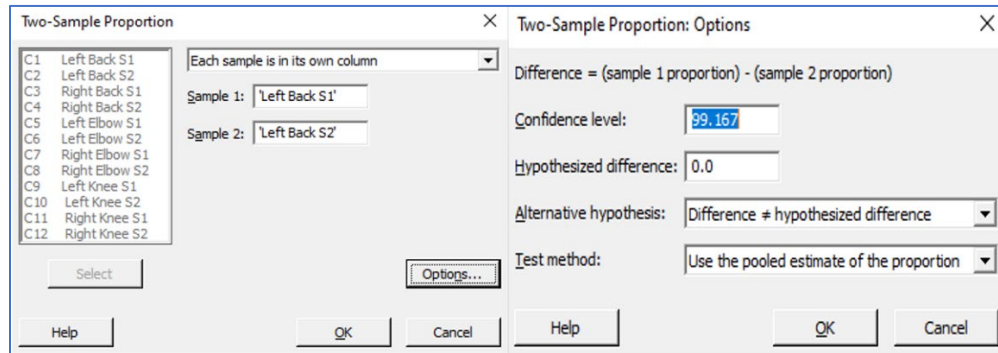 Two-Sample Proportion
C1 Left Back S1
C2 Left Back S2
C3 Right Back S1
C4 Right Back S2
C5 Left Elbow S1
C6 Left Elbow S2
C7 Right Elbow S1
C8 Right Elbow S2
C9 Left Knee S1
C10 Left Knee S2
C11 Right Knee S1
C12 Right Knee S2
Each sample is in its own column
Sample 1: 'Left Back S1'
Sample 2: 'Left Back S2'
Select
Options...
Help
OK
Cancel
Two-Sample Proportion: Options
Difference = (sample 1 proportion) - (sample 2 proportion)
Confidence level: 99.167
Hypothesized difference: 0.0
Alternative hypothesis: Difference ≠ hypothesized difference
Test method: Use the pooled estimate of the proportion
Help
OK
Cancel